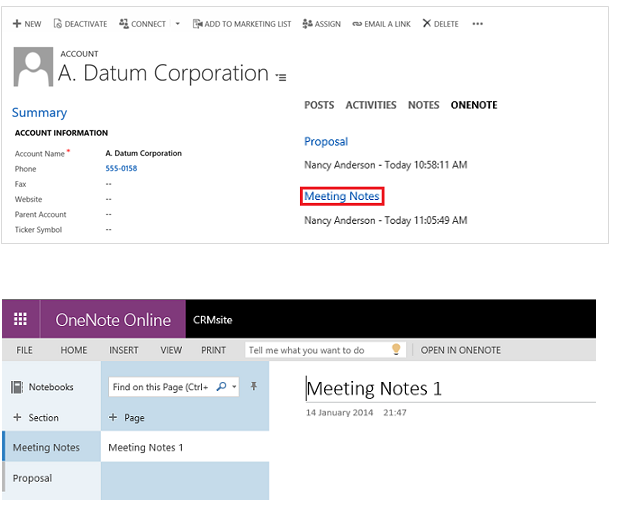 NEW DEACTIVATE CONNECT ADD TO MARKETING LIST ASSIGN EMAIL A LINK DELETE
ACCOUNT
A. Datum Corporation
Summary
ACCOUNT INFORMATION
Account Name * A. Datum Corporation
Phone 555-0158
Fax --
Website --
Parent Account --
Ticker Symbol --
POSTS ACTIVITIES NOTES ONENOTE
Proposal
Nancy Anderson - Today 10:58:11 AM
Meeting Notes
Nancy Anderson - Today 11:05:49 AM
OneNote Online CRMsite
FILE HOME INSERT VIEW PRINT Tell me what you want to do OPEN IN ONENOTE
Notebooks
+ Section
Meeting Notes
Proposal
Find on this Page (Ctrl+
+ Page
Meeting Notes 1
Meeting Notes 1
14 January 2014 21:47